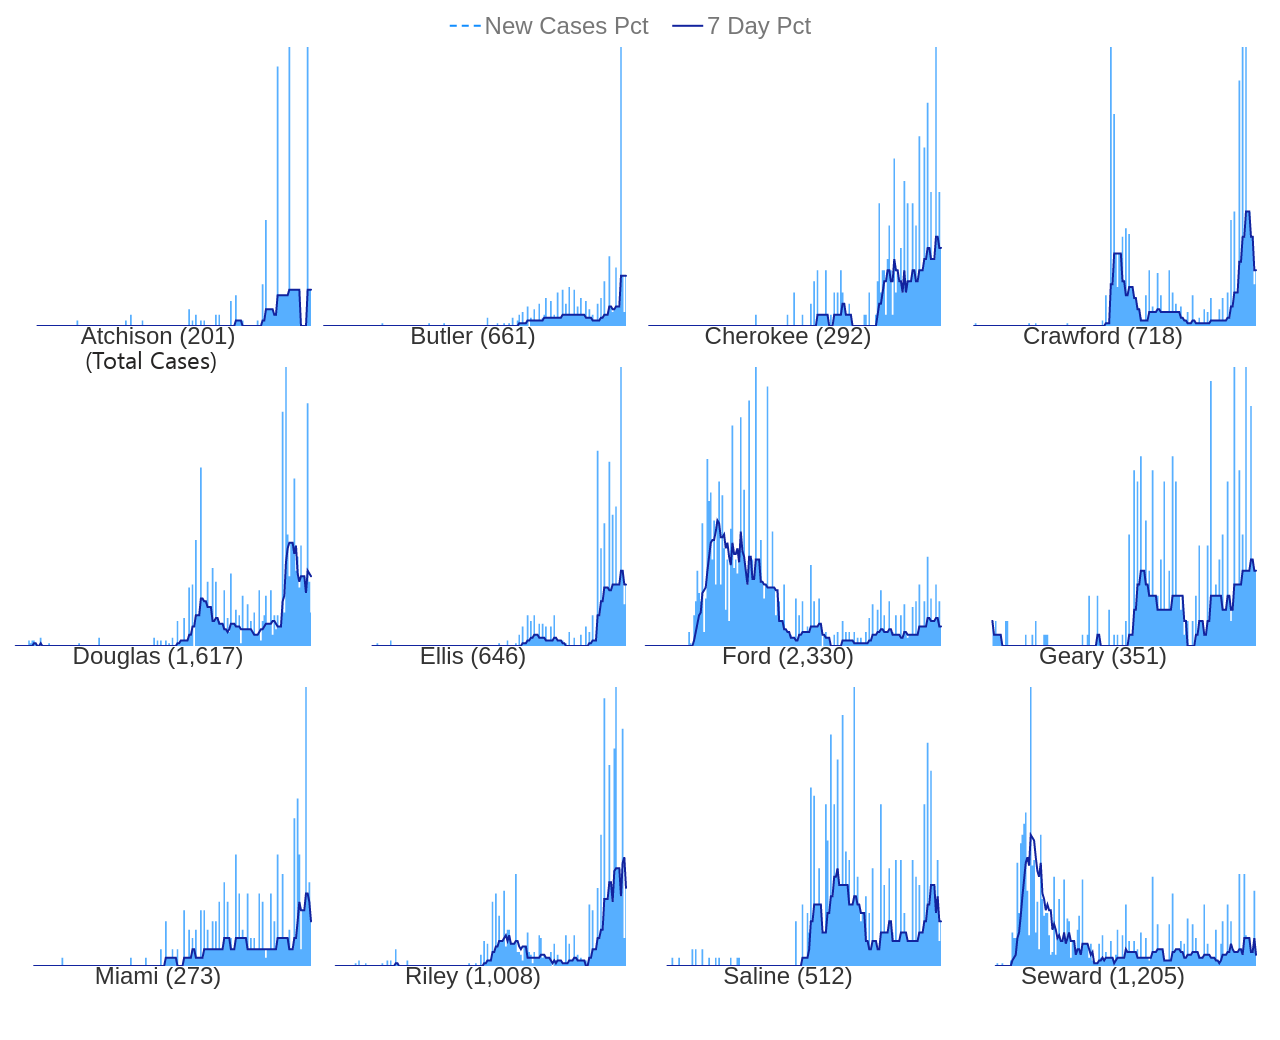 New Cases Pct 7 Day Pct
Atchison (201) Butler (661) Cherokee (292) Crawford (718)
(Total Cases)
Douglas (1,617) Ellis (646) Ford (2,330) Geary (351)
Miami (273) Riley (1,008) Saline (512) Seward (1,205)